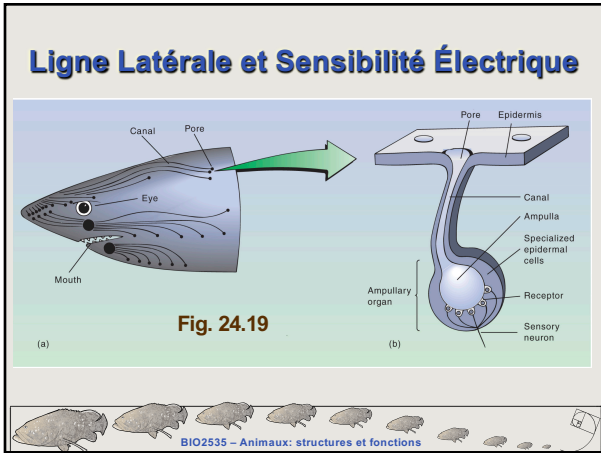 Ligne Latérale et Sensibilité Électrique
Canal
Pore
Eye
Mouth
(a)
Fig. 24.19
Pore
Epidermis
Canal
Ampulla
Specialized
epidermal
cells
Ampullary
organ
Receptor
Sensory
neuron
(b)
BIO2535 – Animaux: structures et fonctions